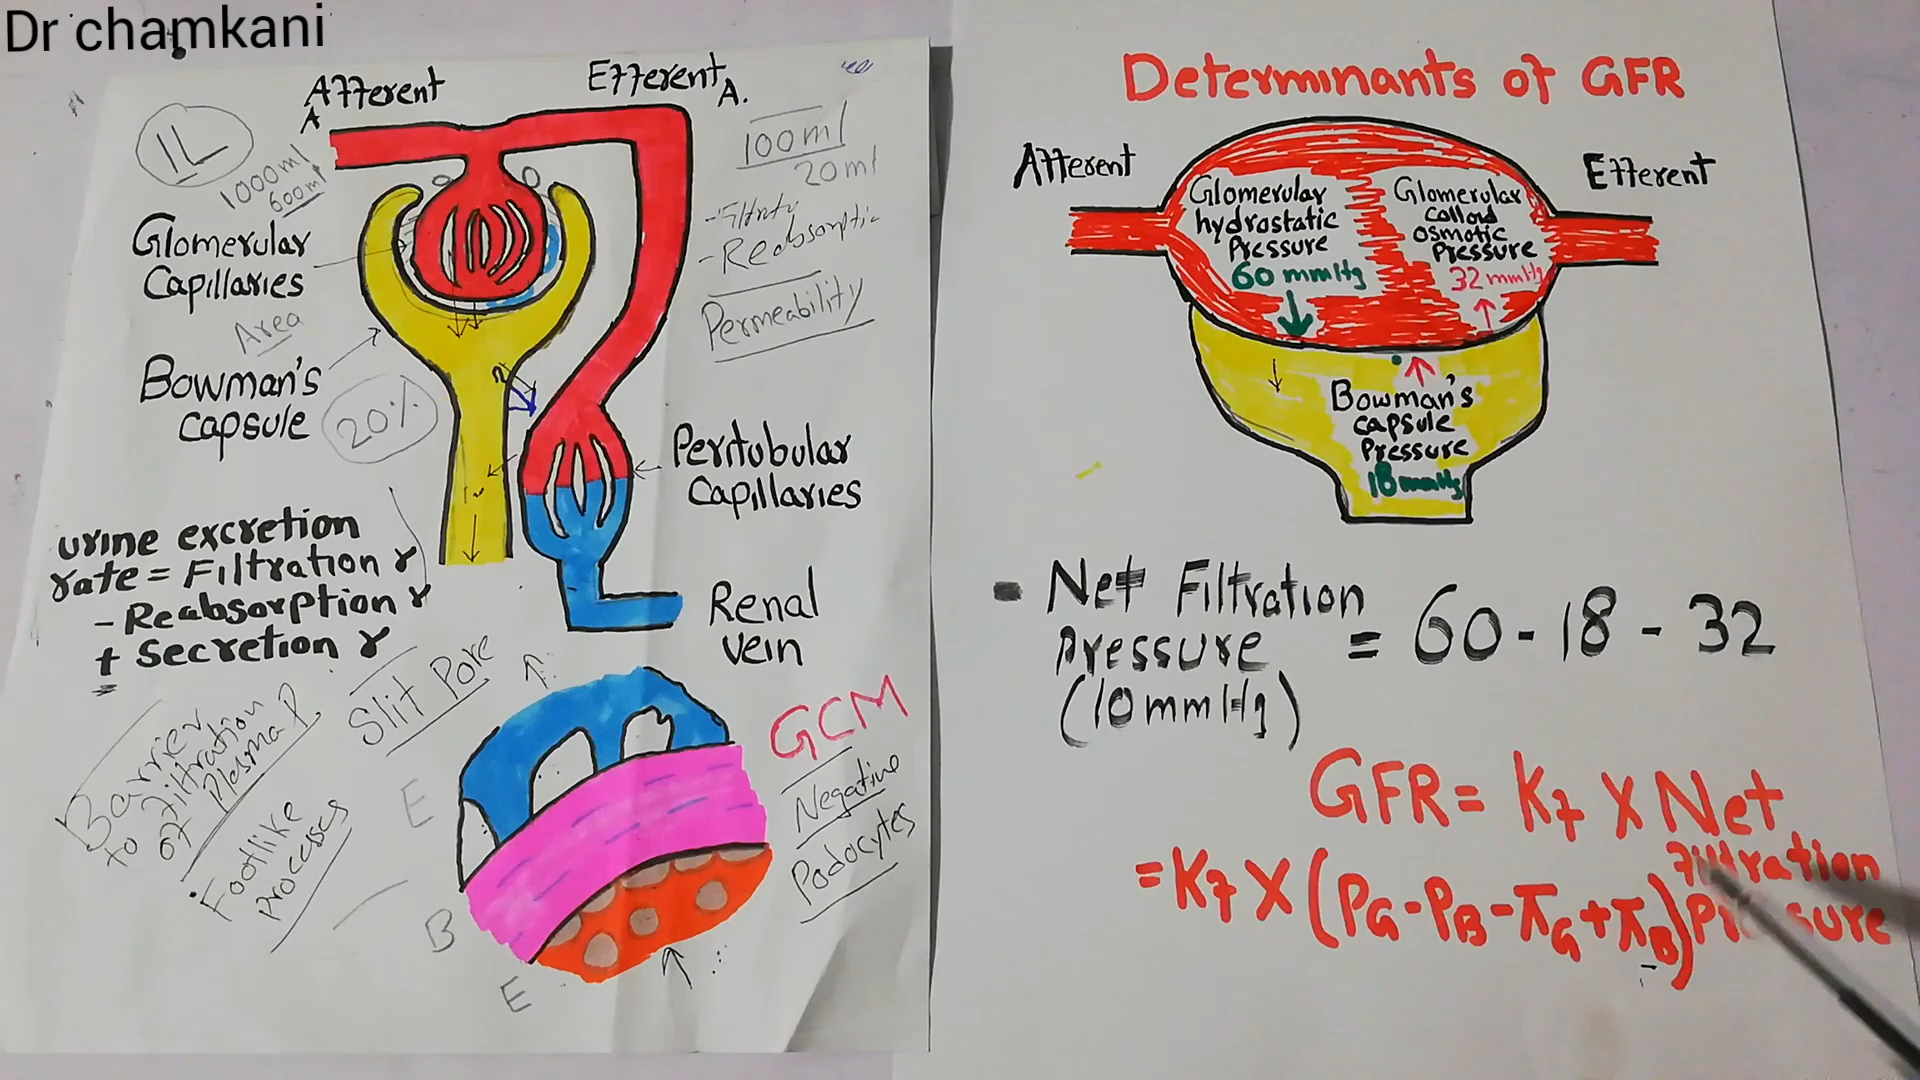 Dr chamkani
Afferent
A
Efferent
A.
1L
1000ml
600ml
100ml
20ml
Glomerular
Capillaries
Area
- Reabsorptio
Permeability
Bowman's
capsule
20%
Peritubular
Capillaries
urine excretion
rate = Filtration r
- Reabsorption r
+ Secretion r
Renal
vein
Barrier
to Filtration
of Plasma P.
Slit Pore
Footlike
processes
GCM
Negative
Podocytes
E
B
E
Determinants of GFR
Afferent
Efferent
Glomerular
hydrostatic
Pressure
60 mmHg
Glomerular
colloid
osmotic
Pressure
32 mmHg
Bowman's
capsule
Pressure
18 mmHg
Net Filtration
Pressure = 60 - 18 - 32
(10mmHg)
GFR = Kf X Net
filtration
Pressure
= Kf X (PG - PB - πG + πB)